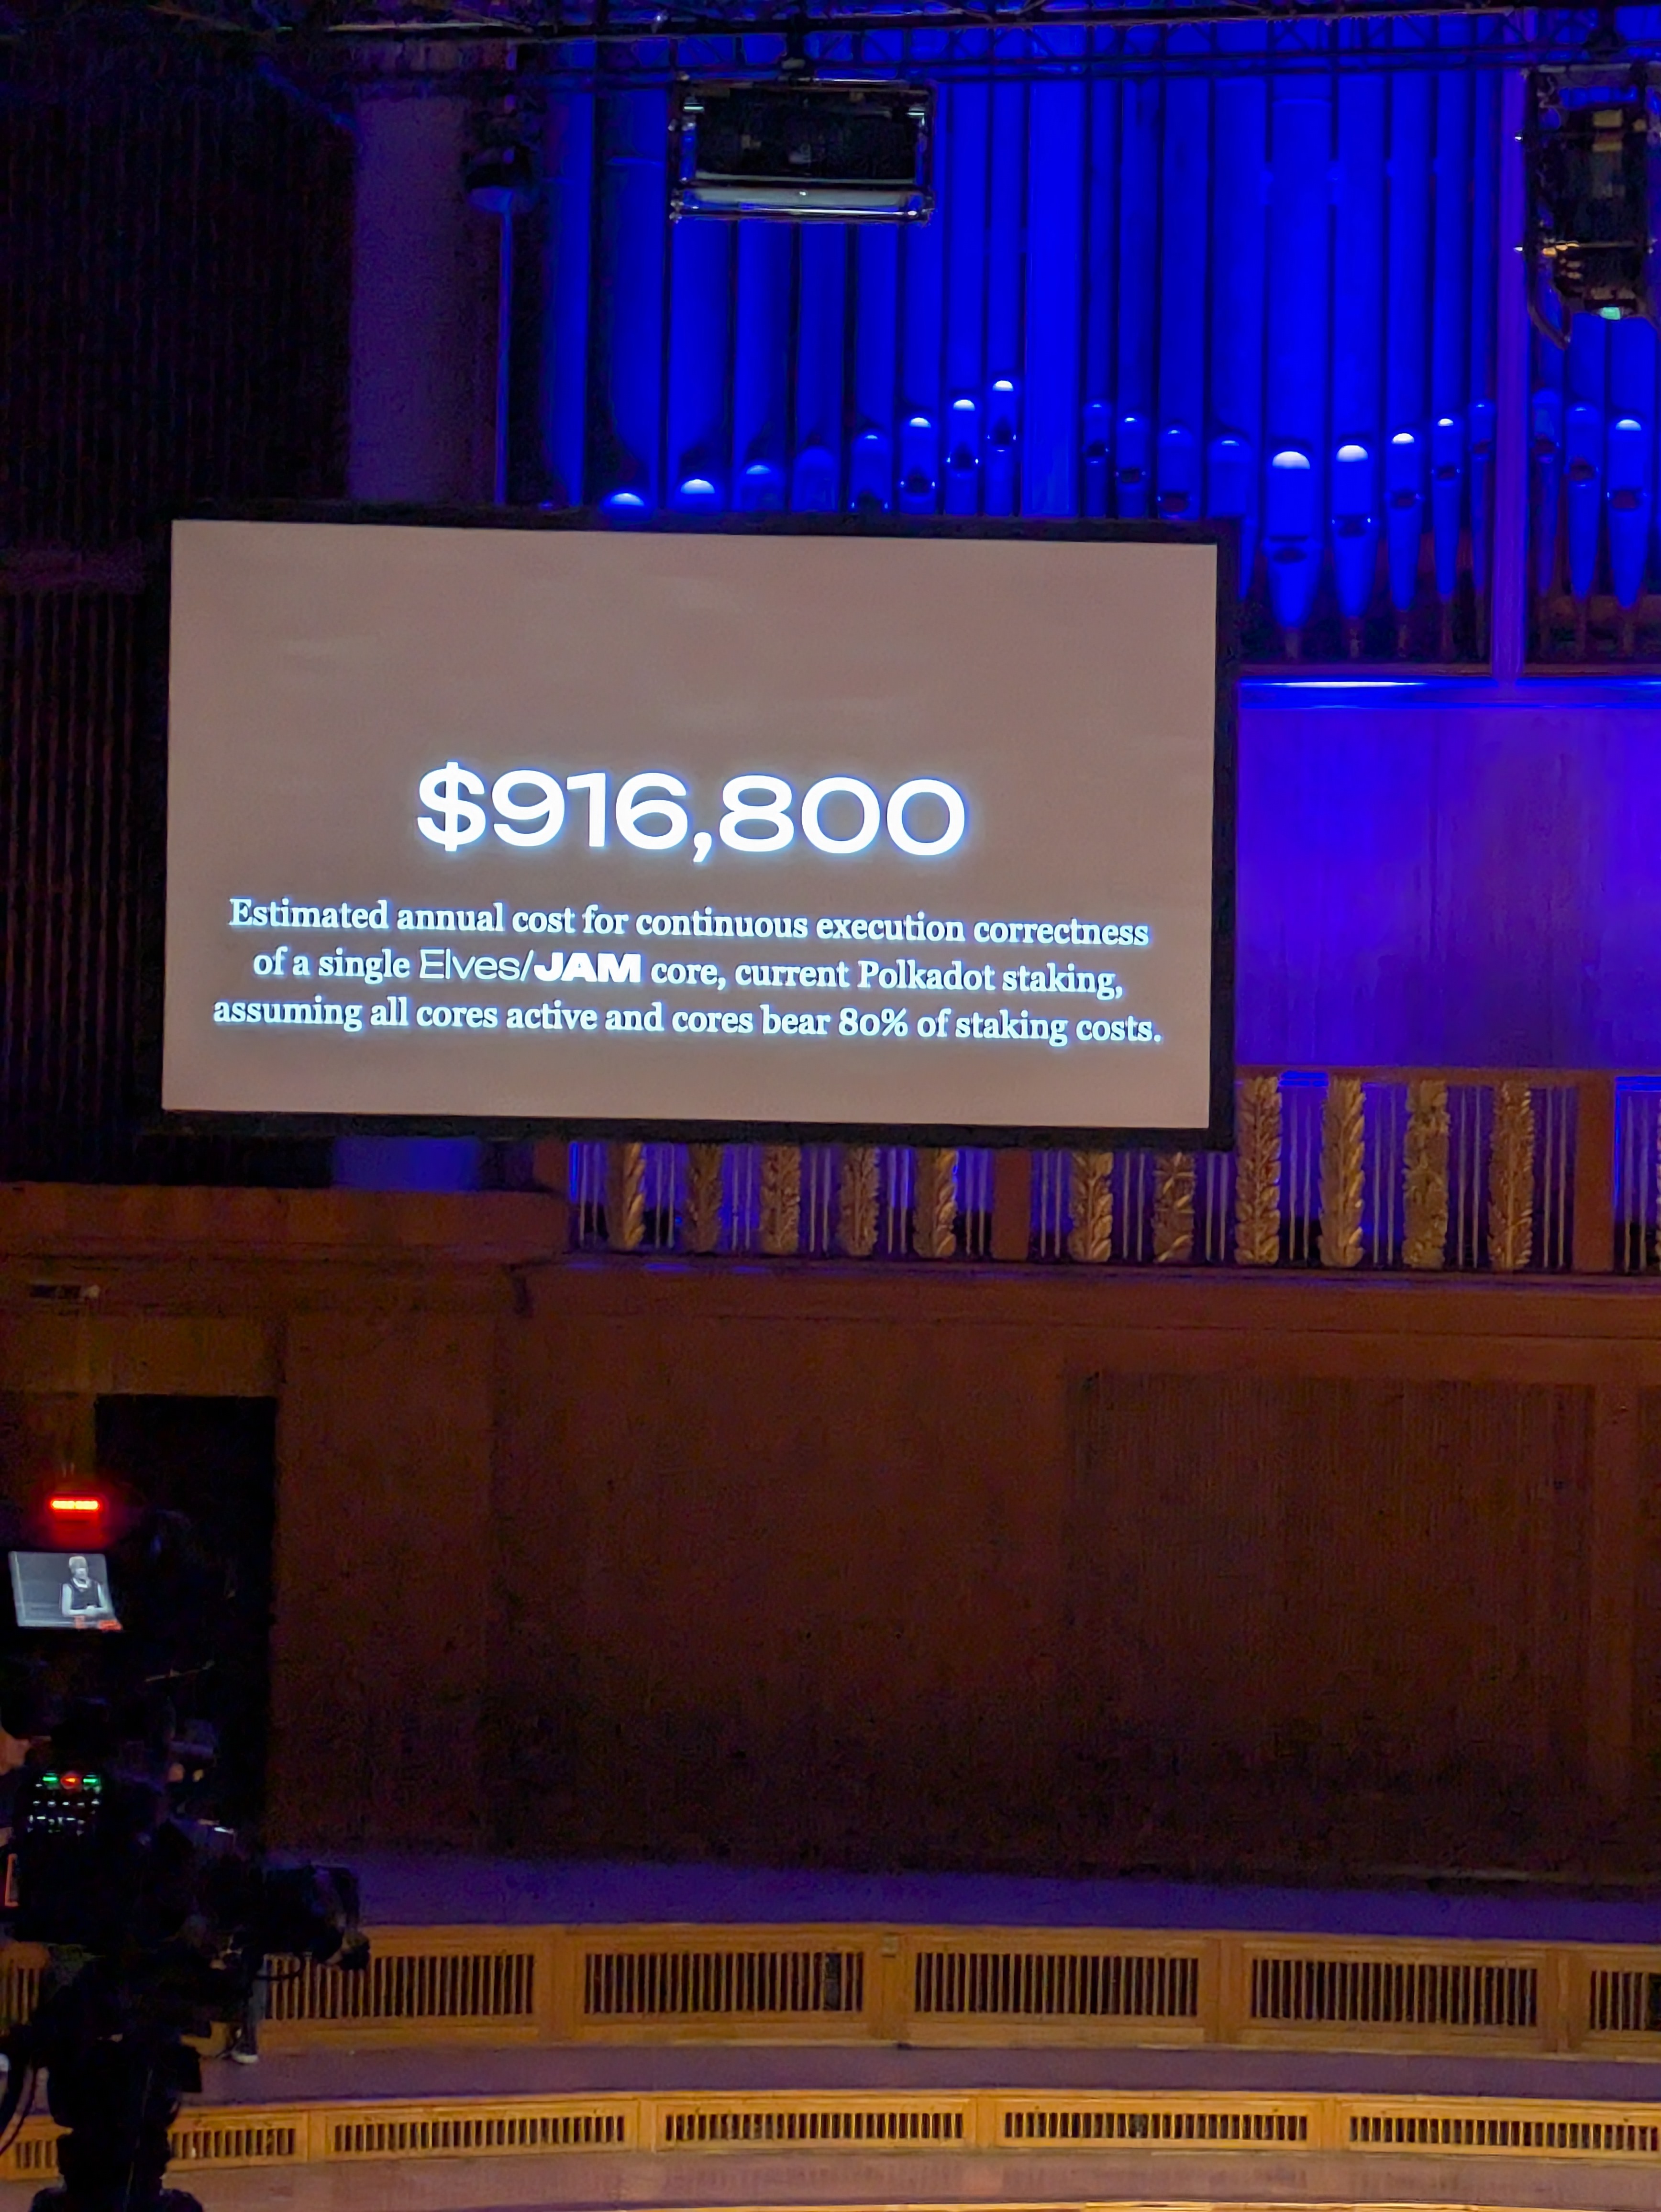 $916,800
Estimated annual cost for continuous execution correctness
of a single Elves/JAM core, current Polkadot staking,
assuming all cores active and cores bear 80% of staking costs.